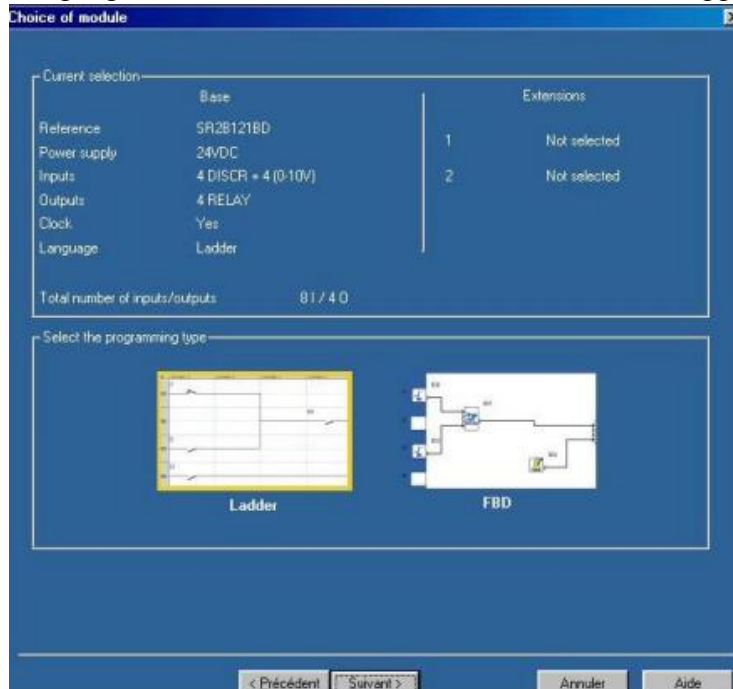 Choice of module
Current selection
Base
Extensions
Reference SR2B121BD
Power supply 24VDC
1 Not selected
Inputs 4 DISCR + 4 (0-10V)
2 Not selected
Outputs 4 RELAY
Clock Yes
Language Ladder
Total number of inputs/outputs 8 I / 4 O
Select the programming type
Ladder
FBD
< Précédent
Suivant >
Annuler
Aide